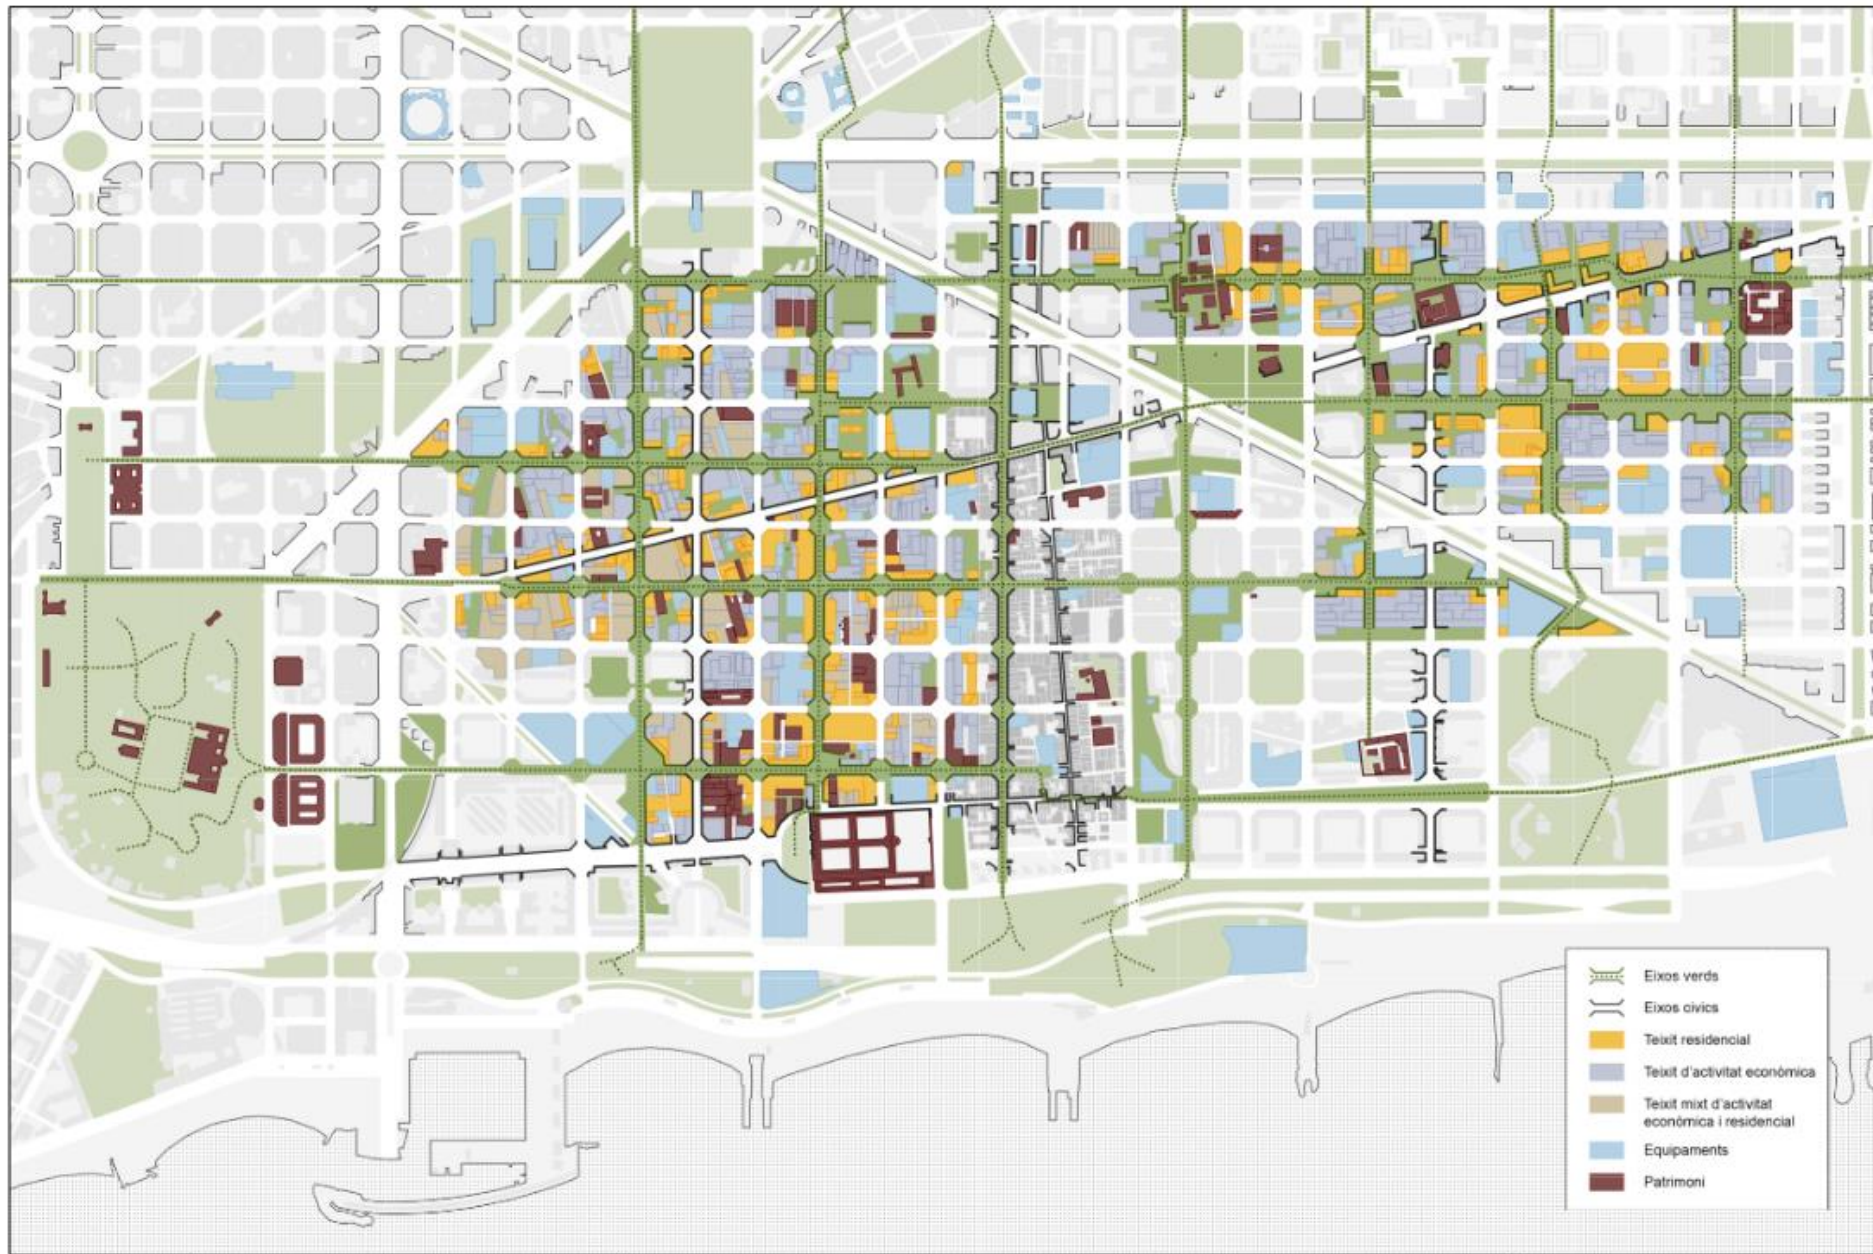 Eixos verds
Eixos cívics
Teixit residencial
Teixit d'activitat econòmica
Teixit mixt d'activitat
econòmica i residencial
Equipaments
Patrimoni